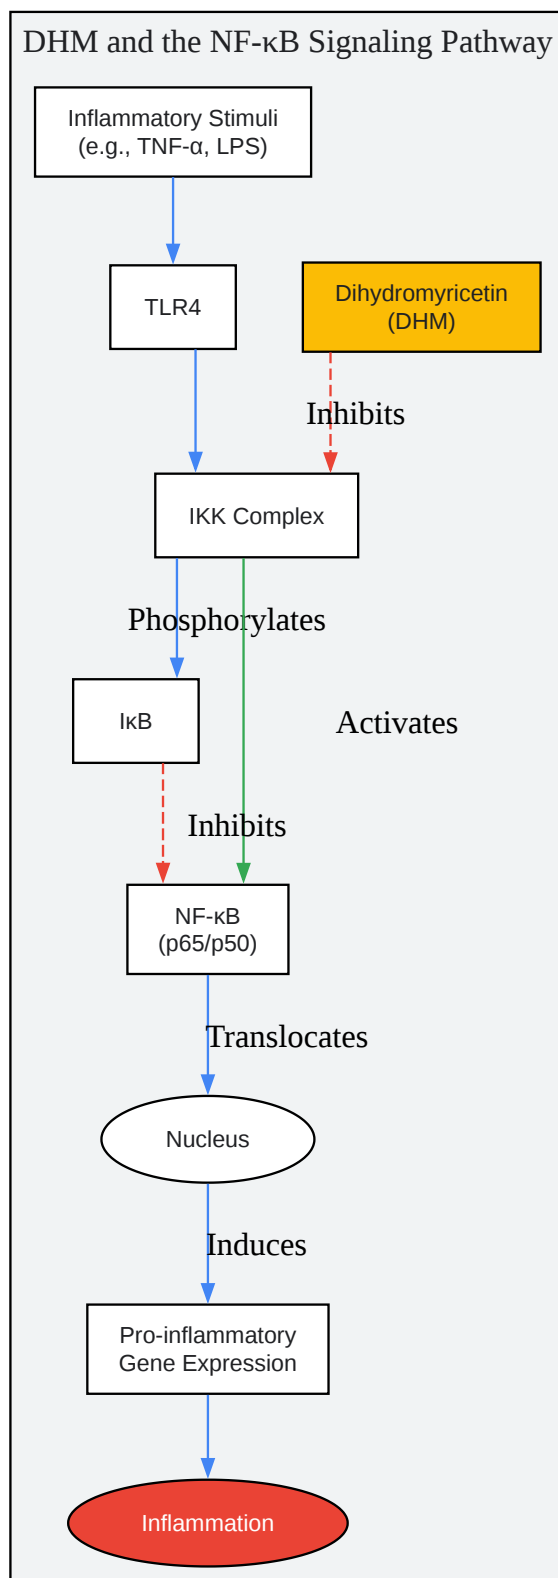 DHM and the NF-κB Signaling Pathway
Inflammatory Stimuli
(e.g., TNF-α, LPS)
TLR4
Dihydromyricetin
(DHM)
Inhibits
IKK Complex
Phosphorylates
IκB
Activates
Inhibits
NF-κB
(p65/p50)
Translocates
Nucleus
Induces
Pro-inflammatory
Gene Expression
Inflammation